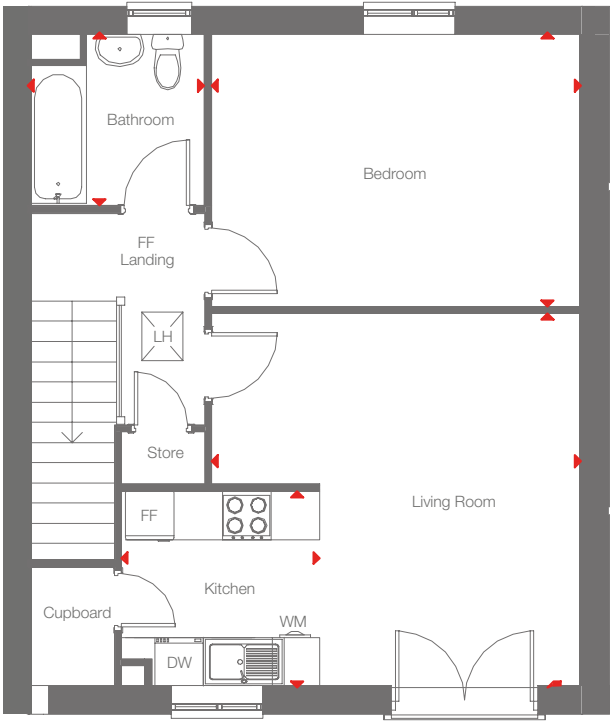 Bathroom
Bedroom
FF
Landing
LH
Store
Living Room
FF
Kitchen
Cupboard
WM
DW